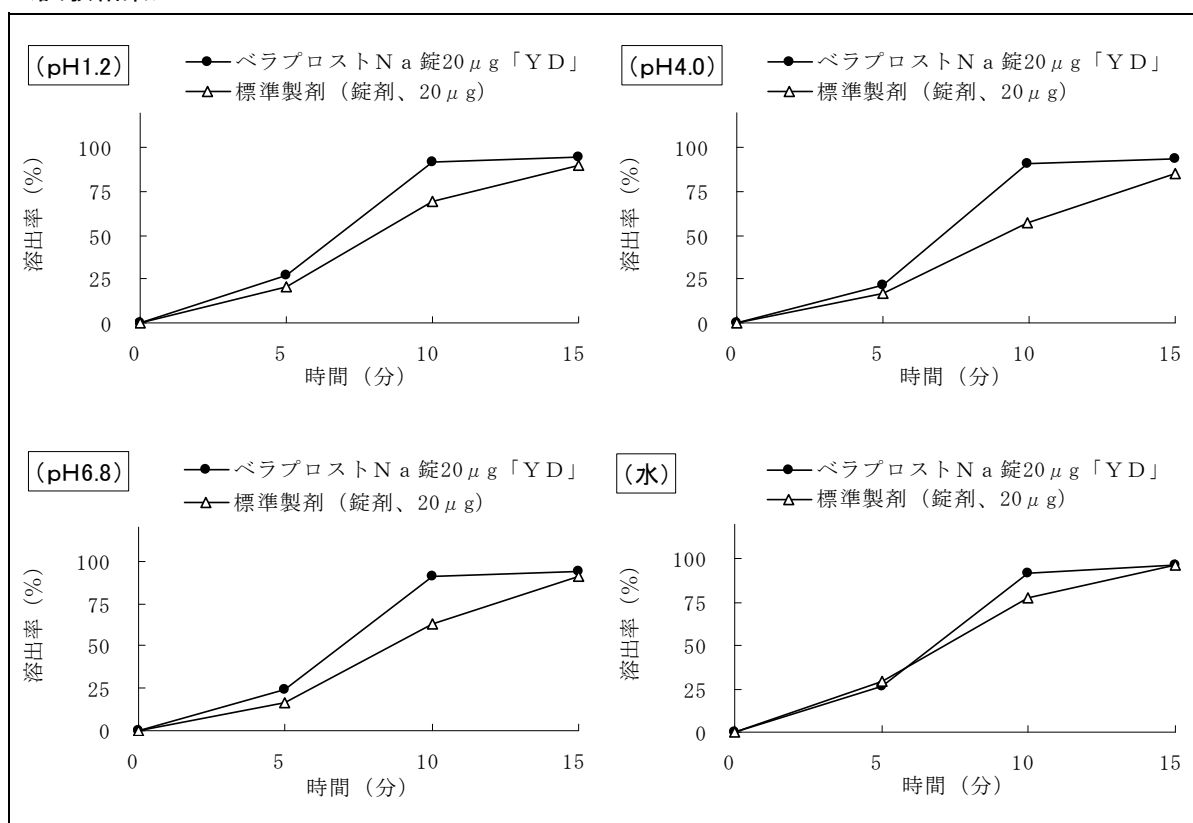 (pH1.2)
ベラプロストNa錠20μg「YD」
標準製剤（錠剤、20μg）
溶出率（%）
100
75
50
25
0
0 5 10 15
時間（分）
(pH4.0)
ベラプロストNa錠20μg「YD」
標準製剤（錠剤、20μg）
溶出率（%）
100
75
50
25
0
0 5 10 15
時間（分）
(pH6.8)
ベラプロストNa錠20μg「YD」
標準製剤（錠剤、20μg）
溶出率（%）
100
75
50
25
0
0 5 10 15
時間（分）
(水)
ベラプロストNa錠20μg「YD」
標準製剤（錠剤、20μg）
溶出率（%）
100
75
50
25
0
0 5 10 15
時間（分）